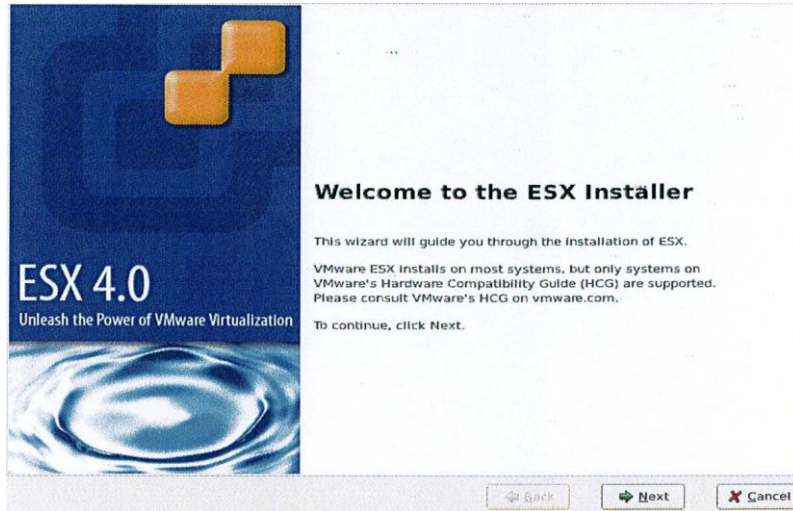 Welcome to the ESX Installer
This wizard will guide you through the installation of ESX.
VMware ESX installs on most systems, but only systems on
VMware's Hardware Compatibility Guide (HCG) are supported.
Please consult VMware's HCG on vmware.com.
To continue, click Next.
ESX 4.0
Unleash the Power of VMware Virtualization
Back
Next
Cancel